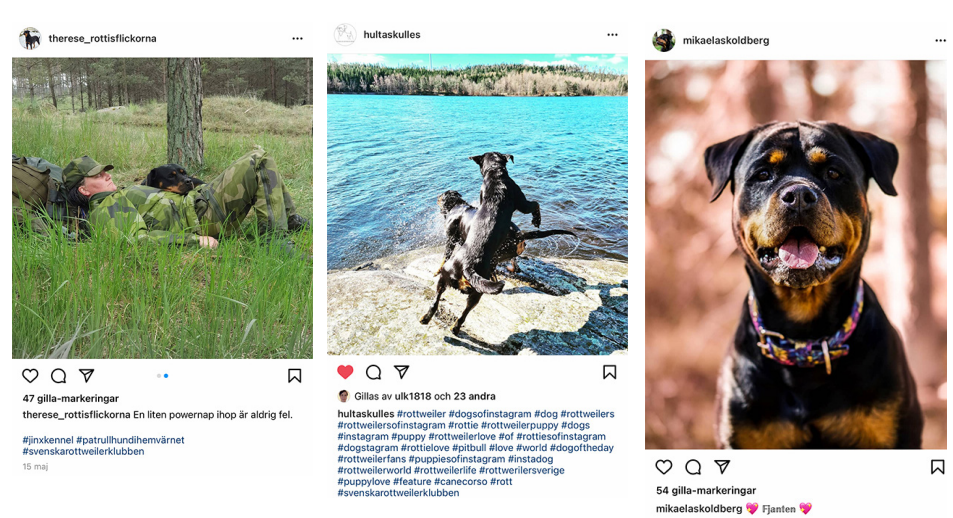 therese_rottisflickorna
47 gilla-markeringar
therese_rottisflickorna En liten powernap ihop är aldrig fel.
#jinxkennel #patrullhundihemvärnet
#svenskarottweilerklubben
15 maj
hultaskulles
Gillas av ulk1818 och 23 andra
hultaskulles #rottweiler #dogsofinstagram #dog #rottweilers
#rottweilersofinstagram #rottie #rottweilerpuppy #dogs
#instagram #puppy #rottweilerlove #of #rottiesofinstagram
#dogstagram #rottielove #pitbull #love #world #dogoftheday
#rottweilerfans #puppiesofinstagram #instadog
#rottweilerworld #rottweilerlife #rottwerilersverige
#puppylove #feature #canecorso #rott
#svenskarottweilerklubben
mikaelaskoldberg
54 gilla-markeringar
mikaelaskoldberg 💖 𝔽𝕛𝕒𝕟𝕥𝕖𝕟 💖